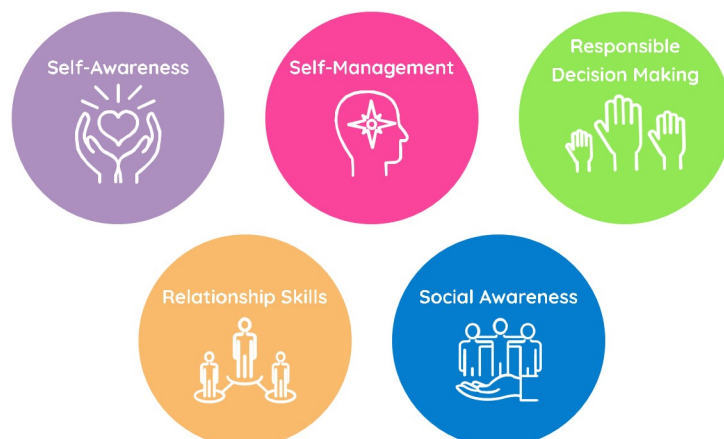 Self-Awareness
Self-Management
Responsible
Decision Making
Relationship Skills
Social Awareness